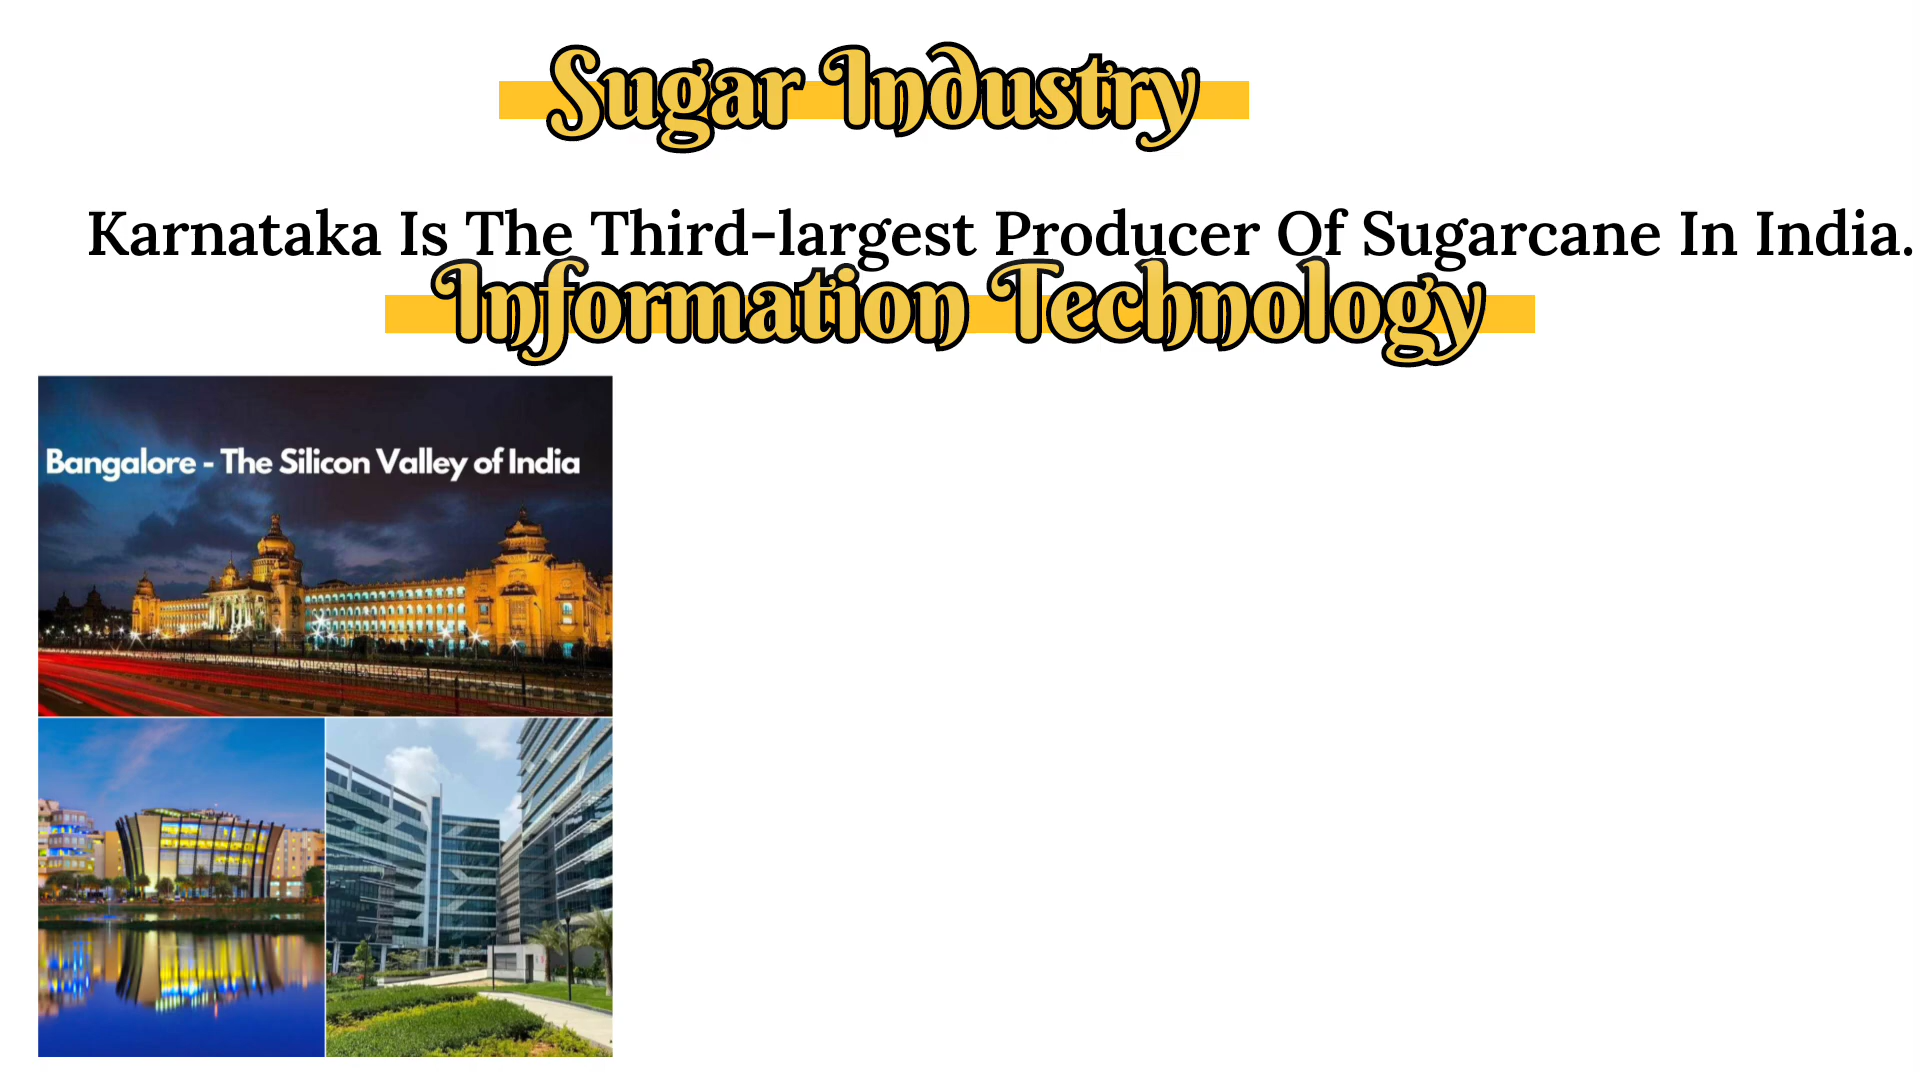 Sugar Industry
Karnataka Is The Third-largest Producer Of Sugarcane In India.
Information Technology
Bangalore - The Silicon Valley of India